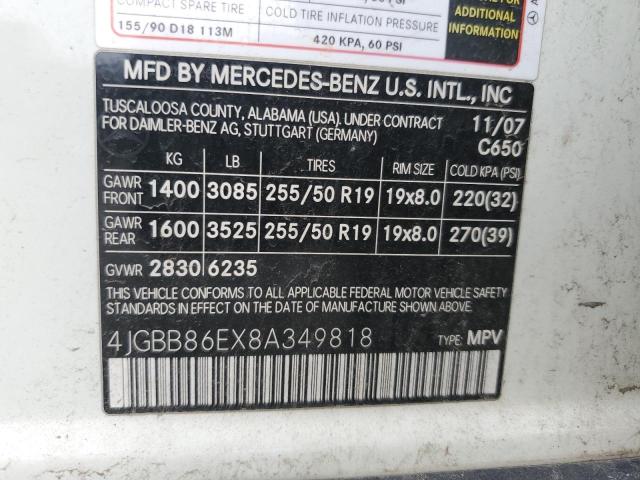 COMPACT SPARE TIRE
155/90 D18 113M
COLD TIRE INFLATION PRESSURE
420 KPA, 60 PSI
ADDITIONAL
INFORMATION
MFD BY MERCEDES-BENZ U.S. INTL., INC
TUSCALOOSA COUNTY, ALABAMA (USA). UNDER CONTRACT 11/07
FOR DAIMLER-BENZ AG, STUTTGART (GERMANY) C650
KG LB TIRES RIM SIZE COLD KPA (PSI)
GAWR FRONT 1400 3085 255/50 R19 19x8.0 220(32)
GAWR REAR 1600 3525 255/50 R19 19x8.0 270(39)
GVWR 2830 6235
THIS VEHICLE CONFORMS TO ALL APPLICABLE FEDERAL MOTOR VEHICLE SAFETY
STANDARDS IN EFFECT ON THE DATE OF MANUFACTURE SHOWN ABOVE.
4JGBB86EX8A349818 TYPE: MPV